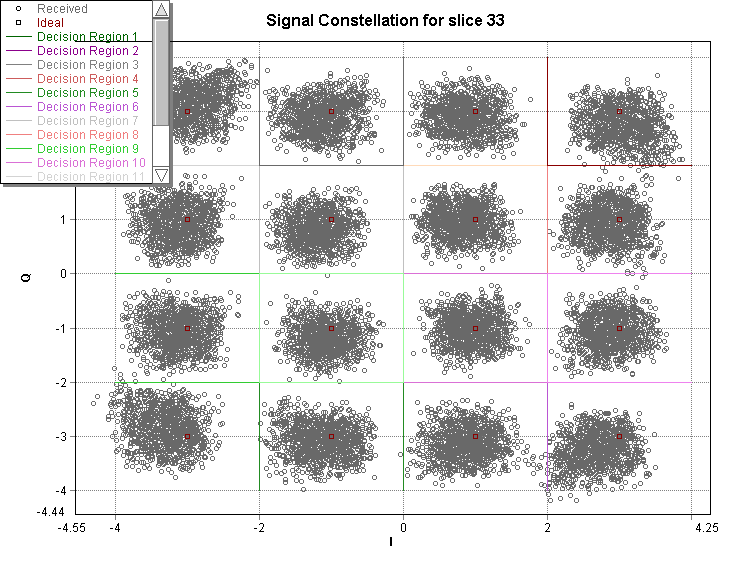 Signal Constellation for slice 33
Received
Ideal
Decision Region 1
Decision Region 2
Decision Region 3
Decision Region 4
Decision Region 5
Decision Region 6
Decision Region 7
Decision Region 8
Decision Region 9
Decision Region 10
Decision Region 11
1
0
-1
-2
-3
-4
-4.44
Q
-4.55 -4 -2 0 2 4.25
I